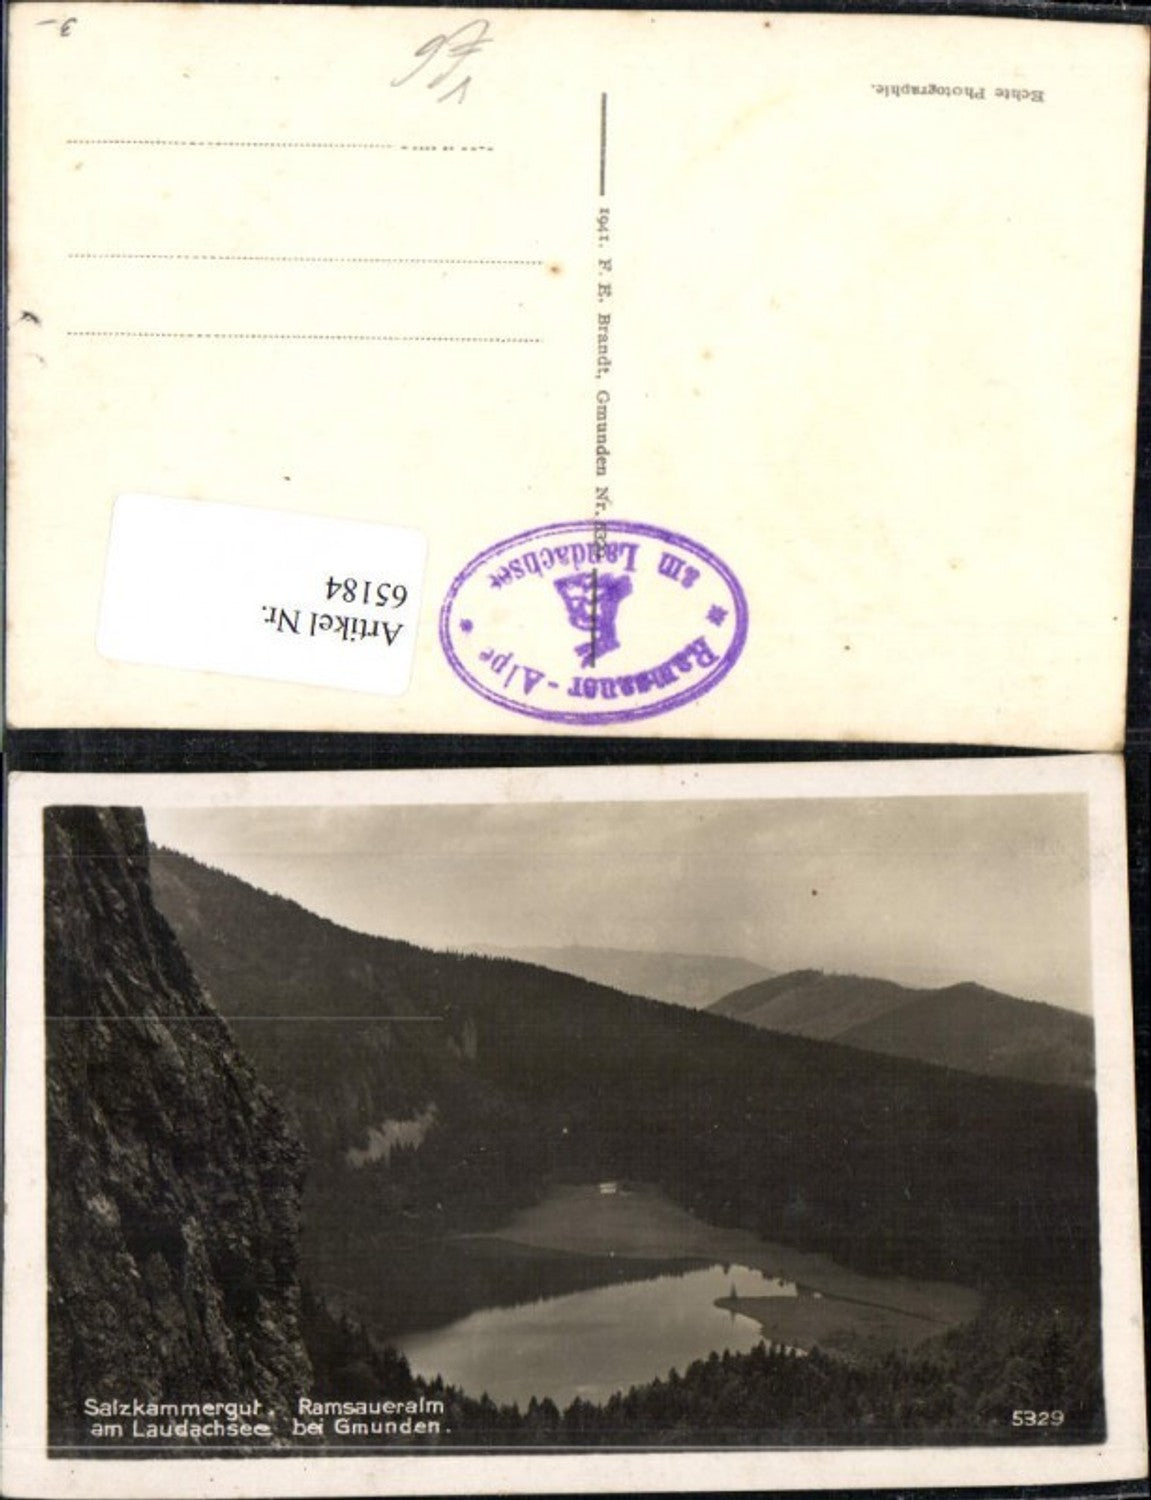 3 –
Echte Photographie.
1941. F. E. Brandt, Gmunden Nr. 5329
Ramsauer - Alpe
am Laudachsee
Artikel Nr.
65184
Salzkammergut. Ramsaueralm
am Laudachsee bei Gmunden.
5329